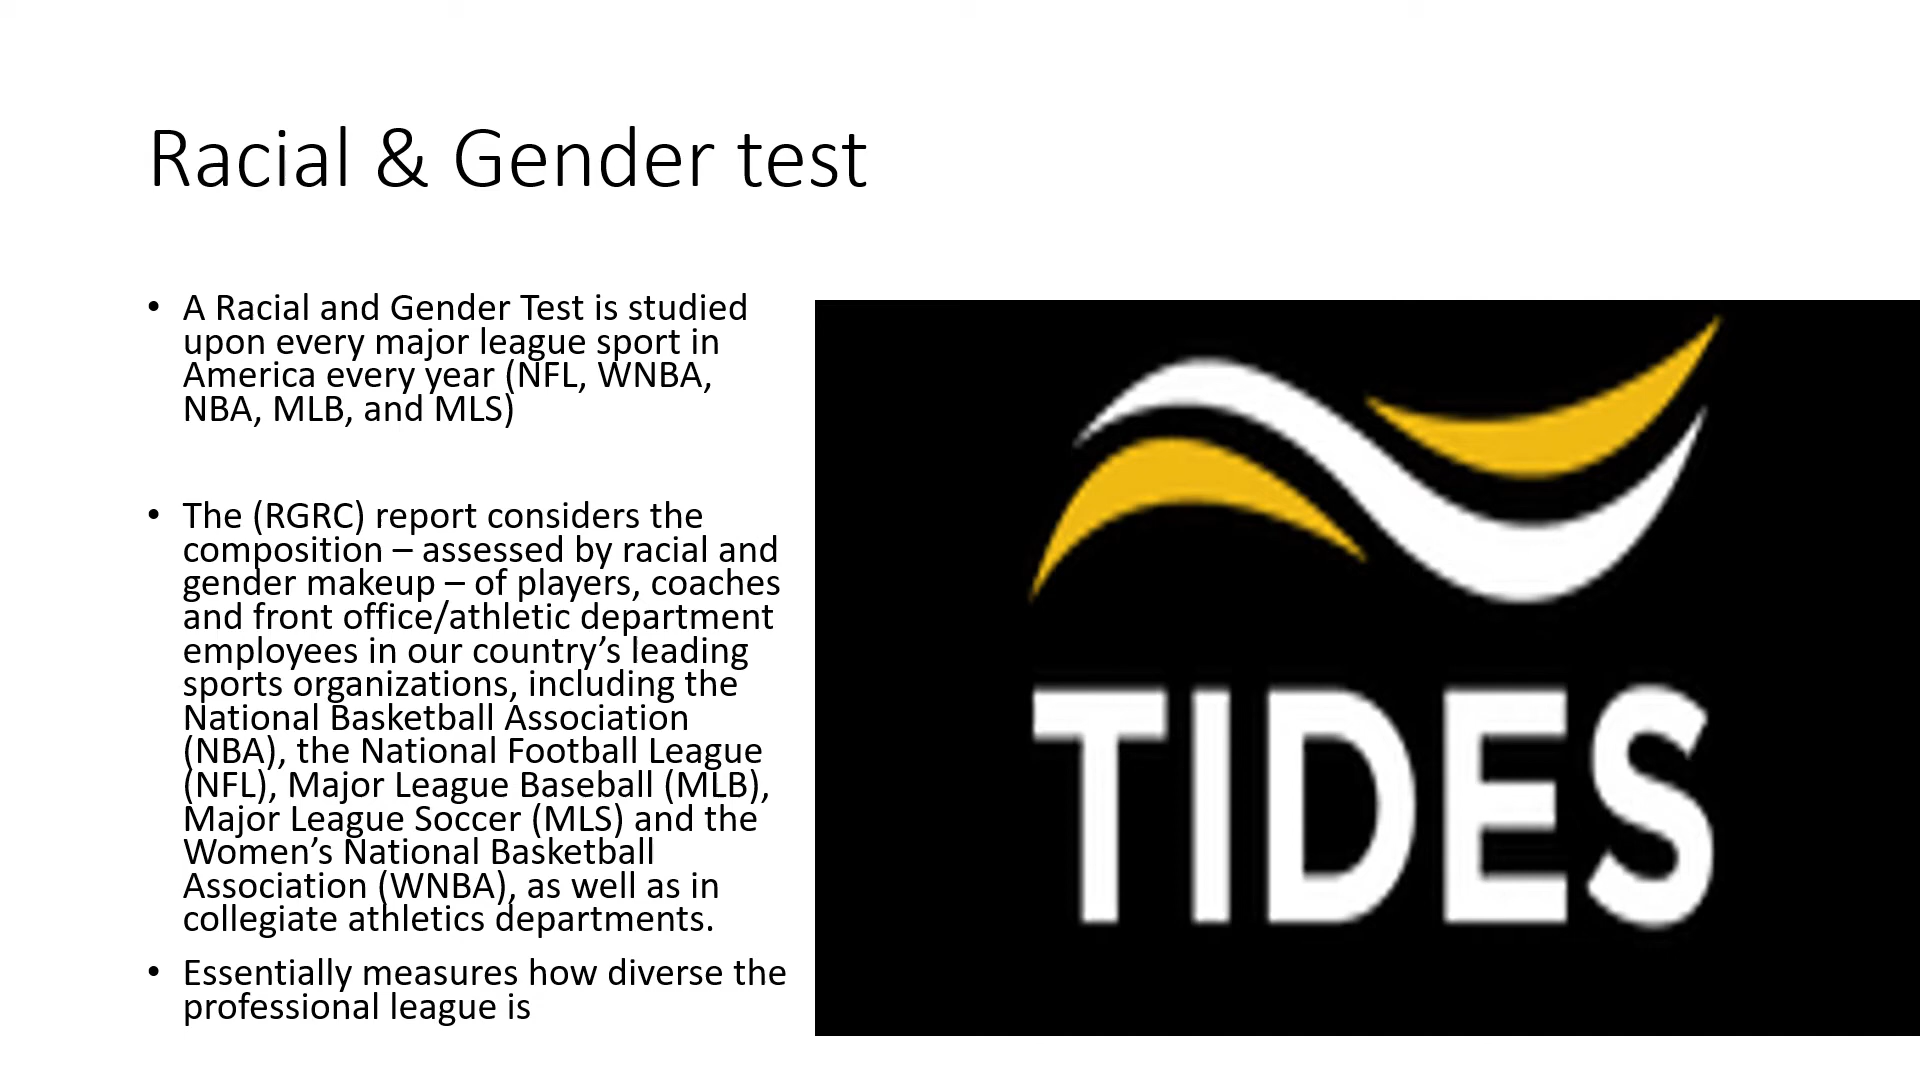 Racial & Gender test
• A Racial and Gender Test is studied
upon every major league sport in
America every year (NFL, WNBA,
NBA, MLB, and MLS)
• The (RGRC) report considers the
composition – assessed by racial and
gender makeup – of players, coaches
and front office/athletic department
employees in our country’s leading
sports organizations, including the
National Basketball Association
(NBA), the National Football League
(NFL), Major League Baseball (MLB),
Major League Soccer (MLS) and the
Women’s National Basketball
Association (WNBA), as well as in
collegiate athletics departments.
• Essentially measures how diverse the
professional league is
TIDES